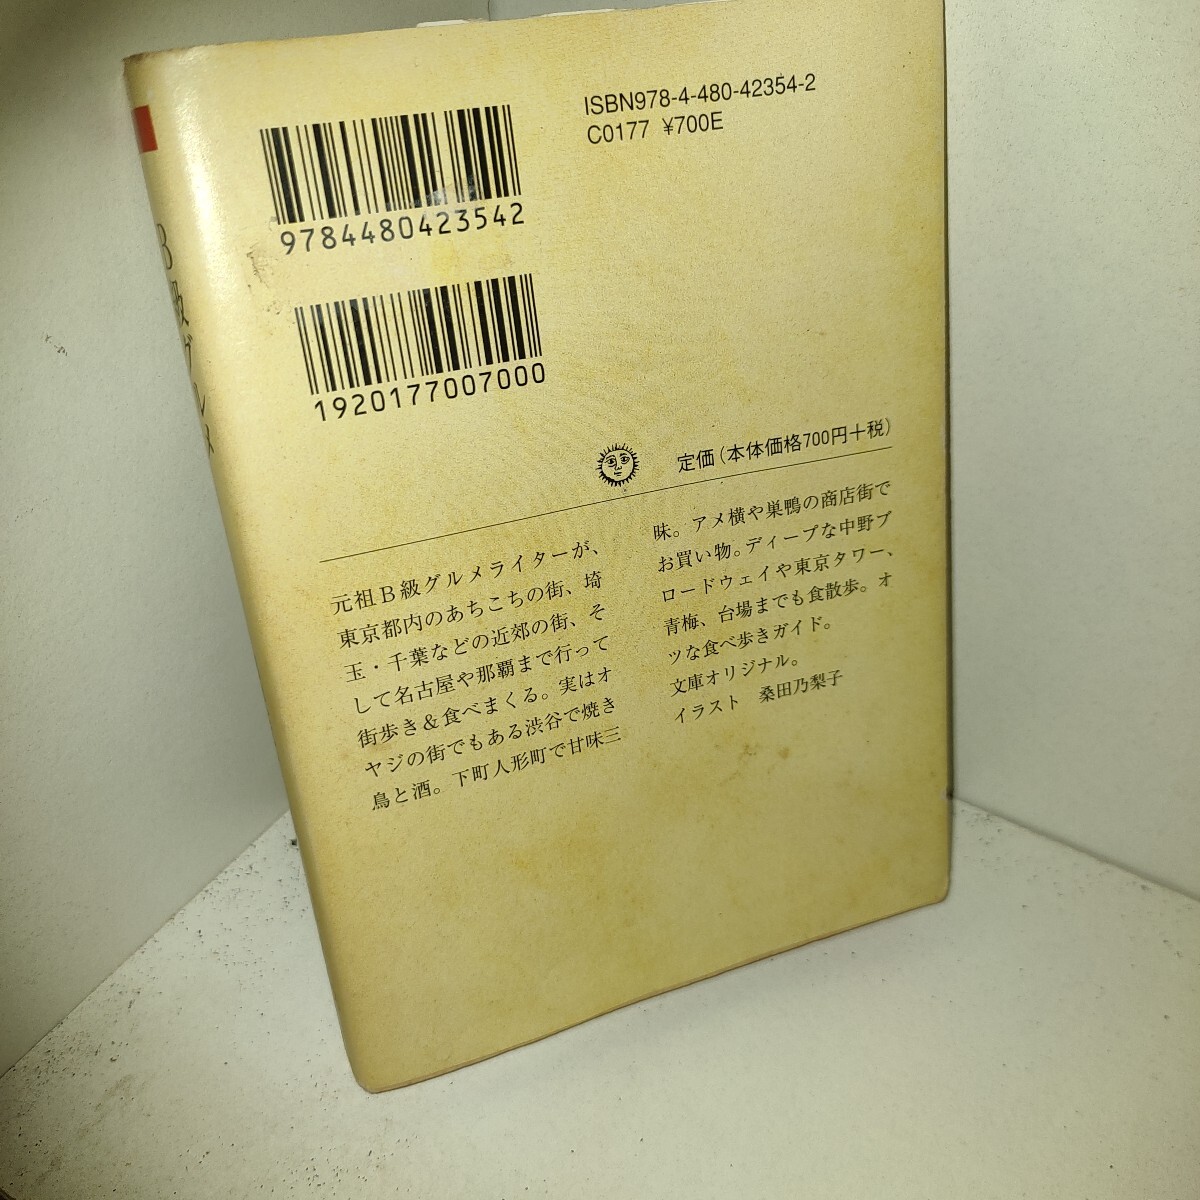 ISBN978-4-480-42354-2
C0177 ¥700E
9784480423542
1920177007000
定価(本体価格700円+税)
元祖B級グルメライターが、
東京都内のあちこちの街、埼
玉・千葉などの近郊の街、そ
して名古屋や那覇まで行って
街歩き&食べまくる。実はオ
ヤジの街でもある渋谷で焼き
鳥と酒。下町人形町で甘味三
昧。アメ横や巣鴨の商店街で
お買い物。ディープな中野ブ
ロードウェイや東京タワー、
青梅、台場までも食散歩。オ
ツな食べ歩きガイド。
文庫オリジナル。
イラスト 桑田乃梨子
B級グルメ